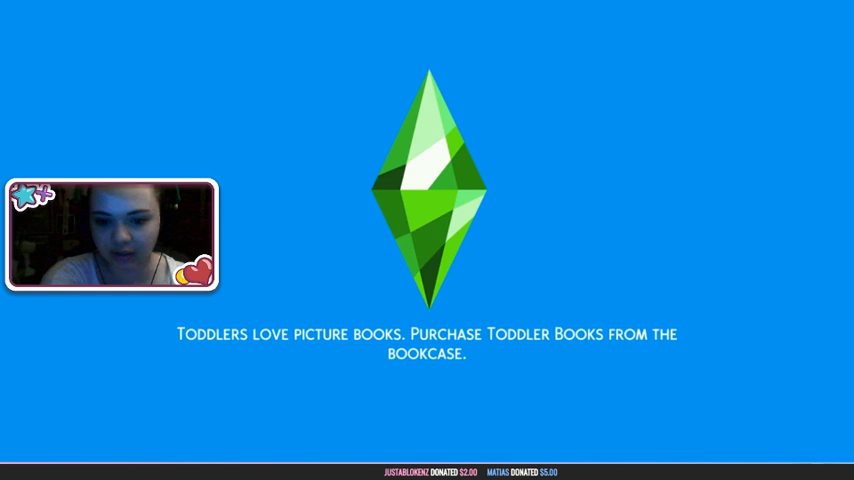 Toddlers love picture books. Purchase Toddler Books from the
bookcase.
JUSTABLOKENZ DONATED $2.00 MATIAS DONATED $5.00